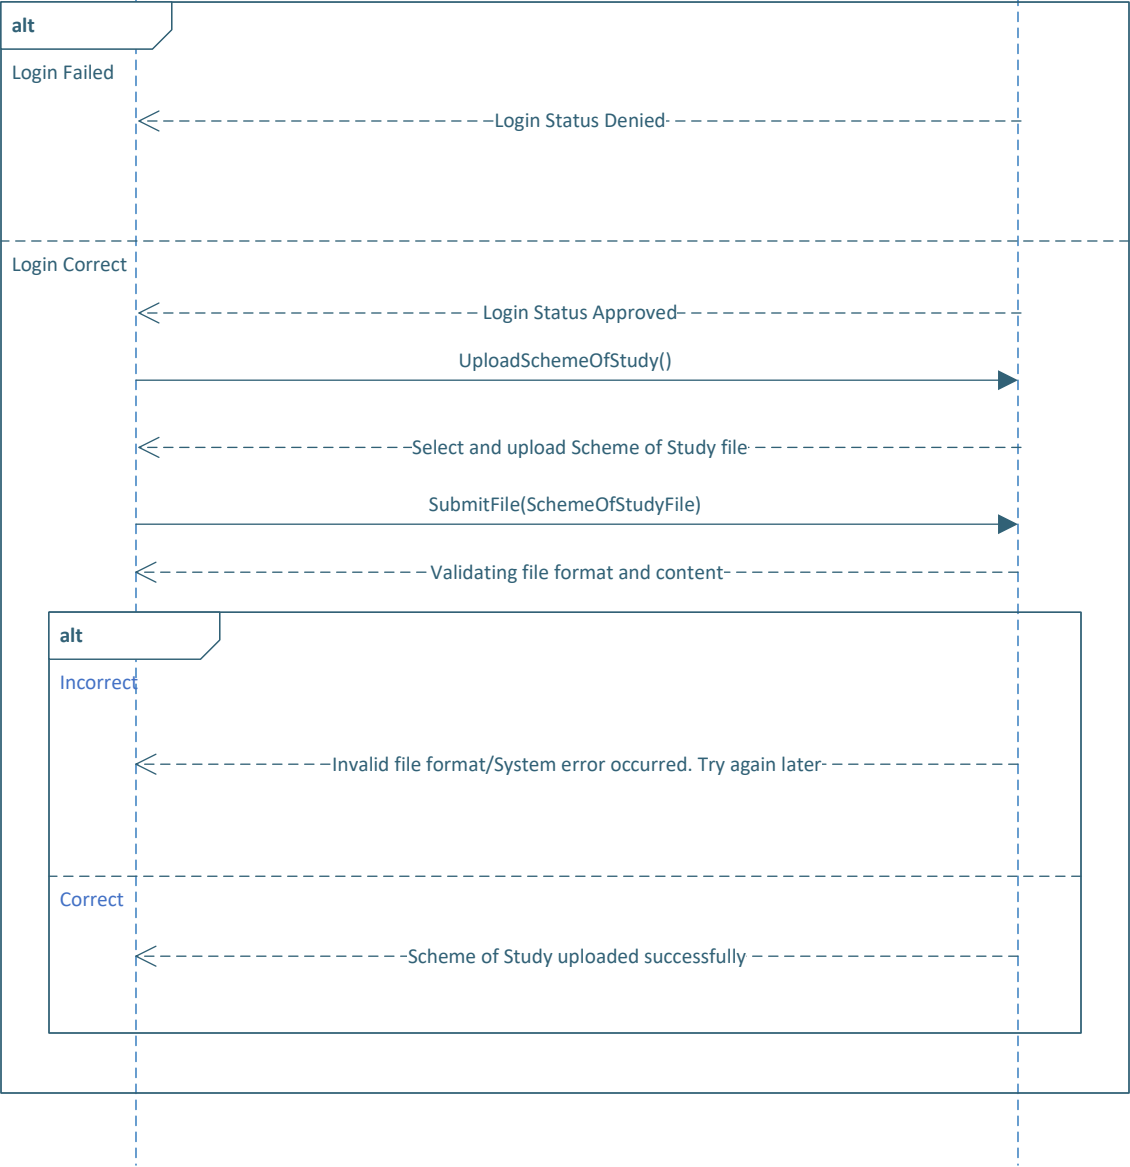 alt
Login Failed
Login Status Denied
Login Correct
Login Status Approved
UploadSchemeOfStudy()
Select and upload Scheme of Study file
SubmitFile(SchemeOfStudyFile)
Validating file format and content
alt
Incorrect
Invalid file format/System error occurred. Try again later
Correct
Scheme of Study uploaded successfully